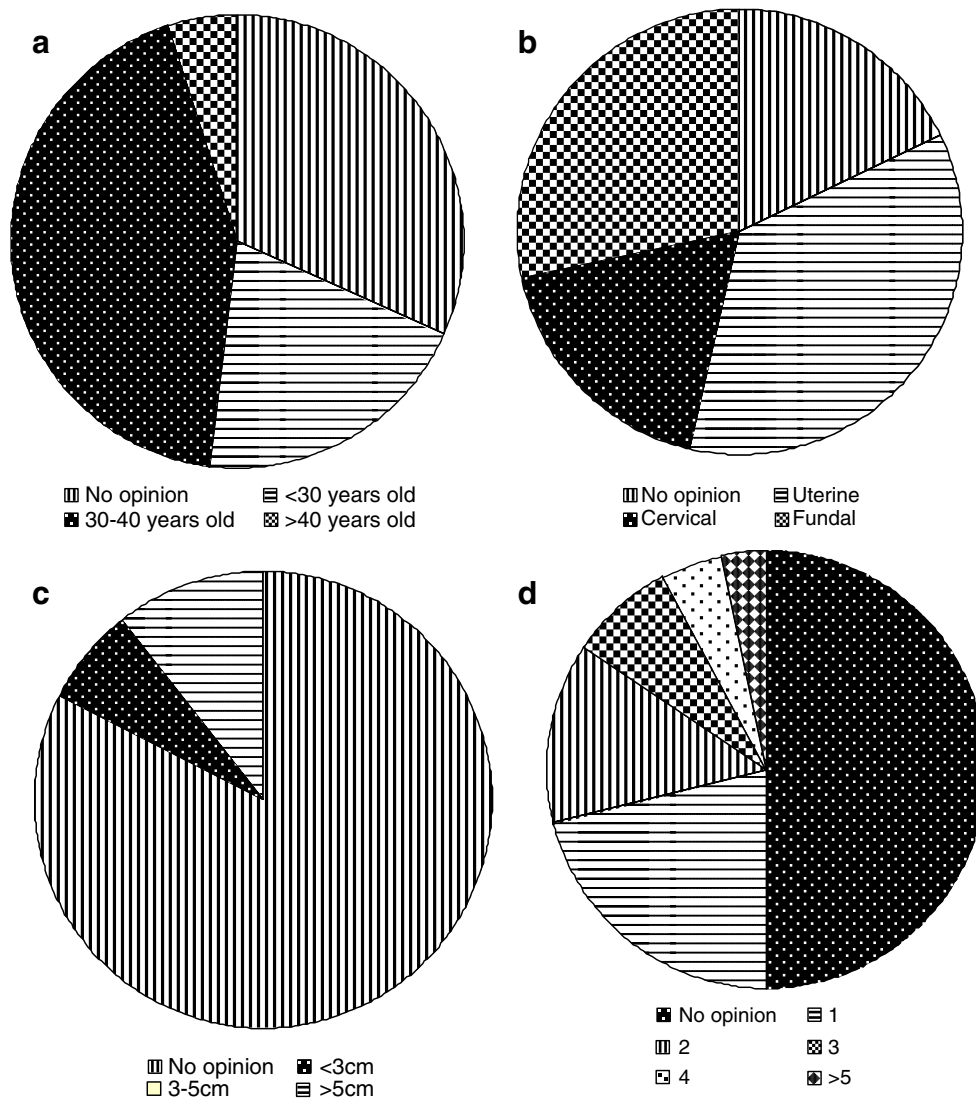 a
No opinion <30 years old
30-40 years old >40 years old
b
No opinion Uterine
Cervical Fundal
c
No opinion <3cm
3-5cm >5cm
d
No opinion 1
2 3
4 >5